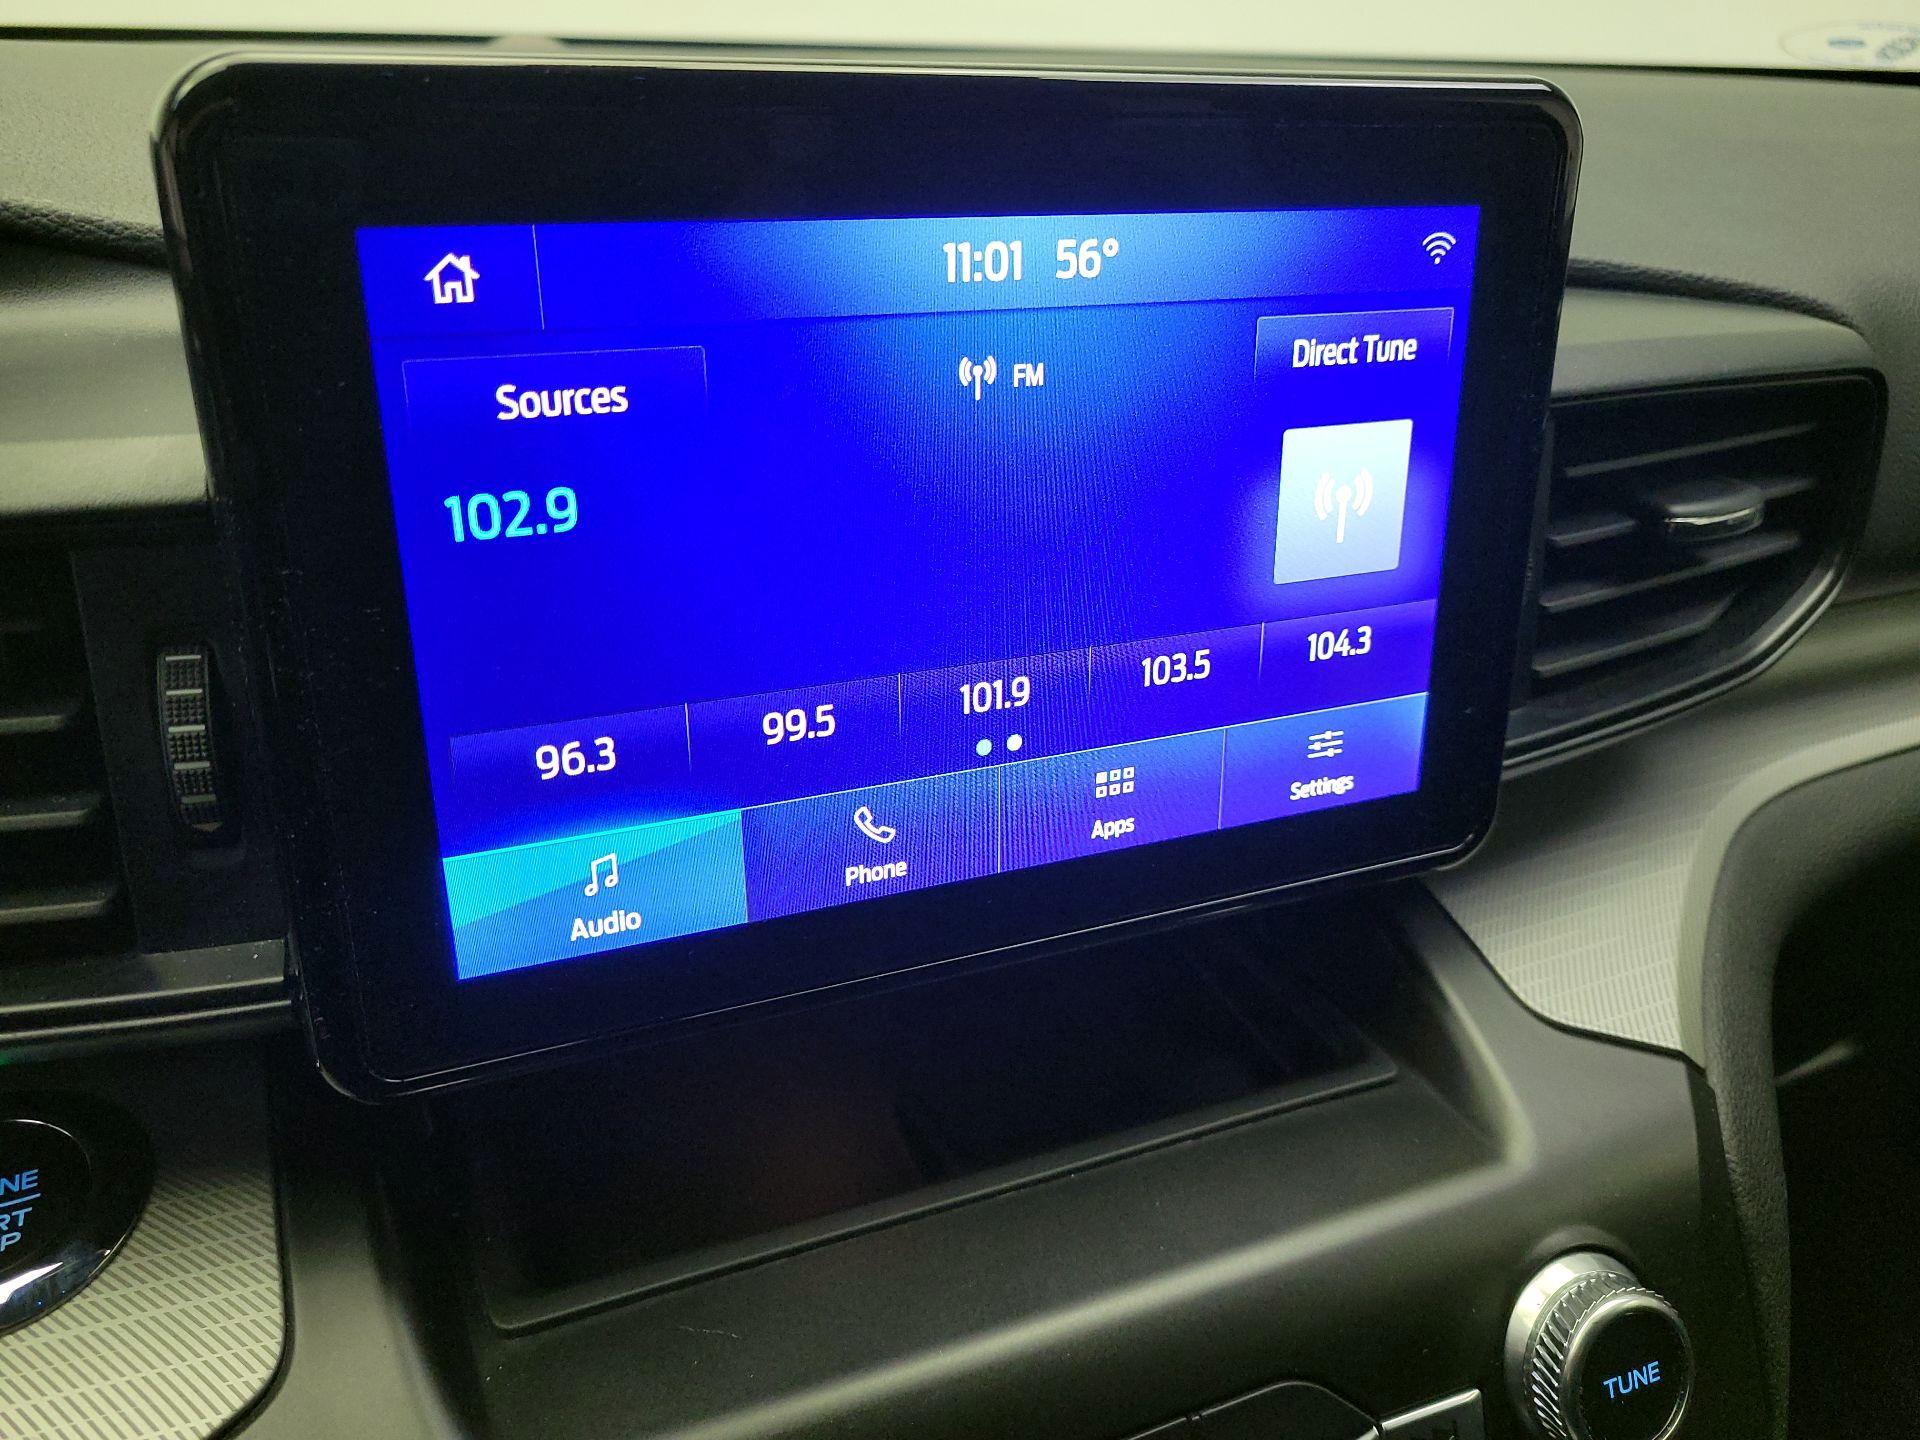 11:01 56°
FM
Direct Tune
Sources
102.9
96.3 99.5 101.9 103.5 104.3
Audio Phone Apps Settings
TUNE